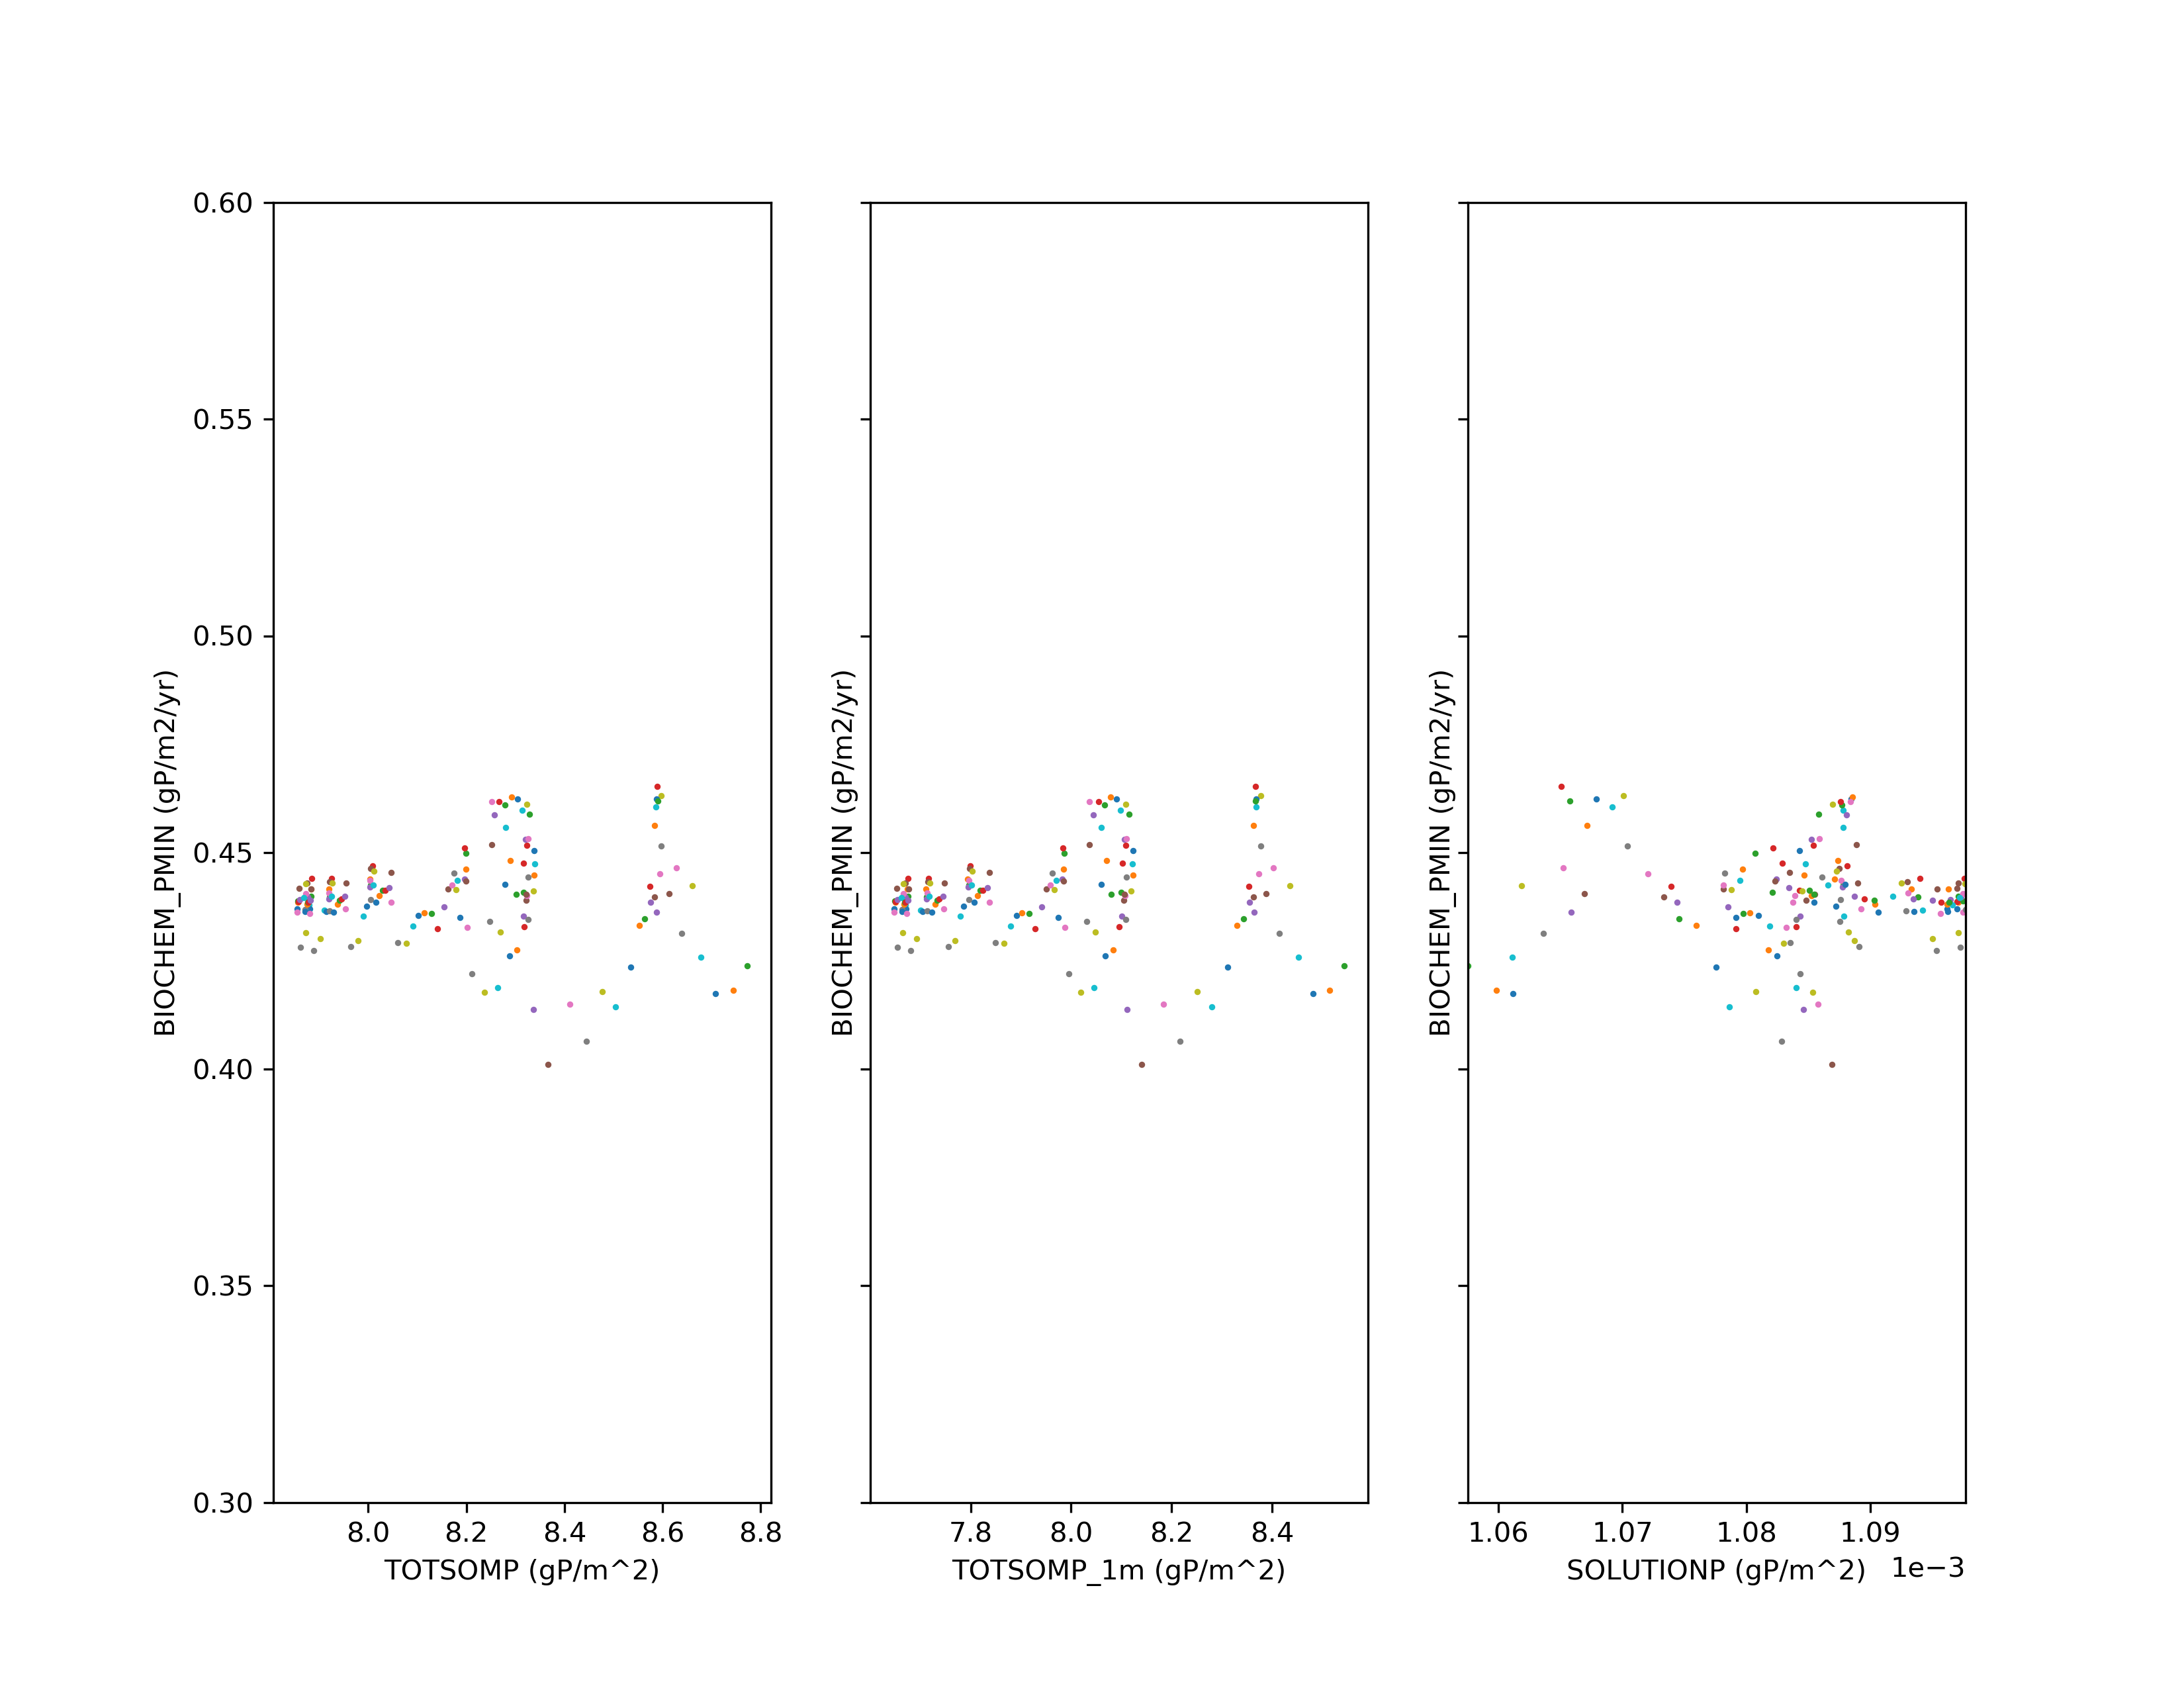 0.60
0.55
0.50
0.45
0.40
0.35
0.30
BIOCHEM_PMIN (gP/m2/yr)
8.0 8.2 8.4 8.6 8.8
TOTSOMP (gP/m^2)
BIOCHEM_PMIN (gP/m2/yr)
7.8 8.0 8.2 8.4
TOTSOMP_1m (gP/m^2)
BIOCHEM_PMIN (gP/m2/yr)
1.06 1.07 1.08 1.09
SOLUTIONP (gP/m^2) 1e−3